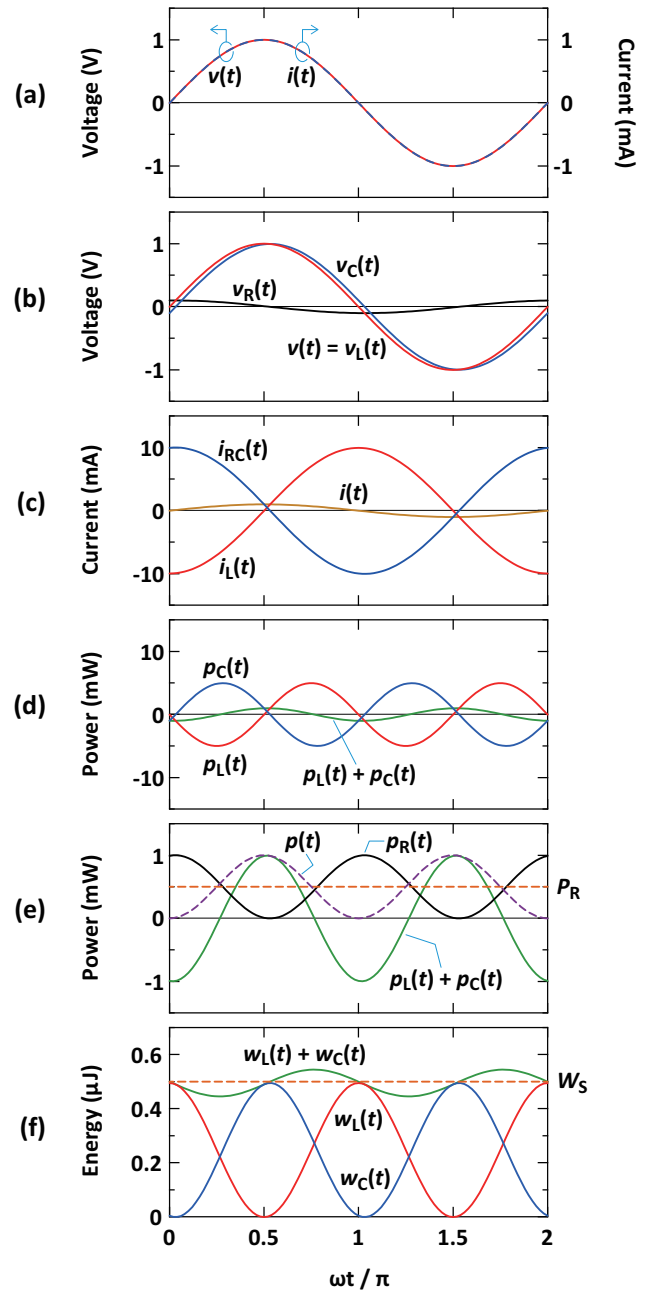 (a)
Voltage (V)
1
0
-1
v(t)
i(t)
1
0
-1
Current (mA)
(b)
Voltage (V)
1
0
-1
vR(t)
vC(t)
v(t) = vL(t)
(c)
Current (mA)
10
0
-10
iRC(t)
i(t)
iL(t)
(d)
Power (mW)
10
0
-10
pC(t)
pL(t)
pL(t) + pC(t)
(e)
Power (mW)
1
0
-1
p(t)
pR(t)
PR
pL(t) + pC(t)
(f)
Energy (μJ)
0.6
0.4
0.2
0
wL(t) + wC(t)
WS
wL(t)
wC(t)
0 0.5 1 1.5 2
ωt / π